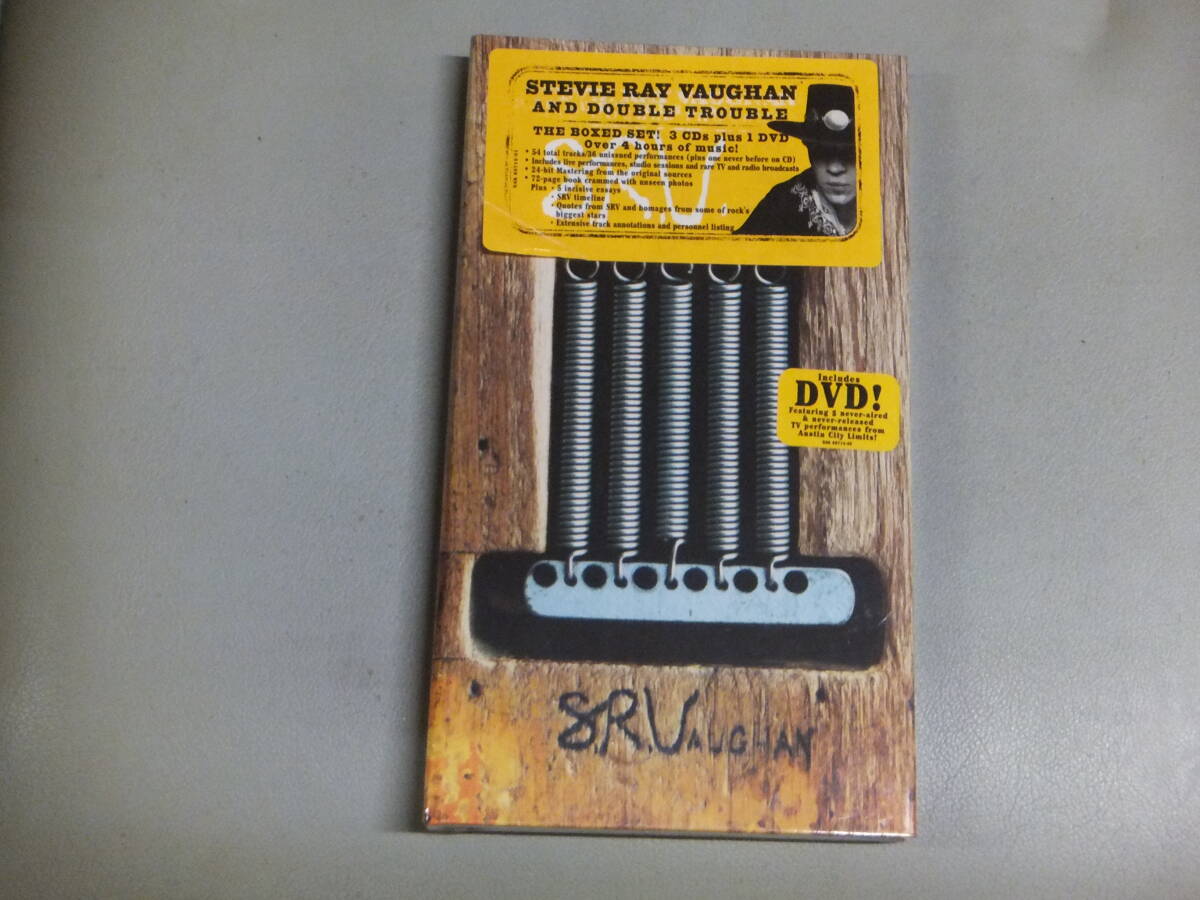 STEVIE RAY VAUGHAN
AND DOUBLE TROUBLE
THE BOXED SET! 3 CDs plus 1 DVD
Over 4 hours of music!
• 54 total tracks/36 unissued performances (plus one never before on CD)
• Includes live performances, studio sessions and rare TV and radio broadcasts
• 24-bit Mastering from the original sources
• 72-page book crammed with unseen photos
Plus • 5 incisive essays
• SRV timeline
• Quotes from SRV and homages from some of rock's
biggest stars
• Extensive track annotations and personnel listing
Includes
DVD!
Featuring 5 never-aired
& never-released
TV performances from
Austin City Limits!
S.R.VAUGHAN